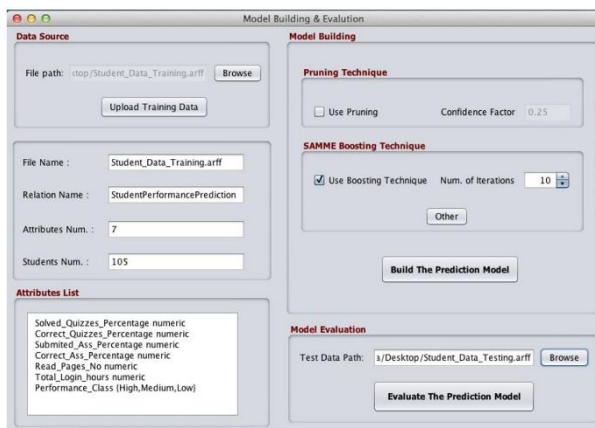 Model Building & Evalution
Data Source
File path: ctop/Student_Data_Training.arff Browse
Upload Training Data
File Name : Student_Data_Training.arff
Relation Name : StudentPerformancePrediction
Attributes Num. : 7
Students Num. : 105
Attributes List
Solved_Quizzes_Percentage numeric
Correct_Quizzes_Percentage numeric
Submited_Ass_Percentage numeric
Correct_Ass_Percentage numeric
Read_Pages_No numeric
Total_Login_hours numeric
Performance_Class {High,Medium,Low}
Model Building
Pruning Technique
Use Pruning Confidence Factor 0.25
SAMME Boosting Technique
Use Boosting Technique Num. of Iterations 10
Other
Build The Prediction Model
Model Evaluation
Test Data Path: a/Desktop/Student_Data_Testing.arff Browse
Evaluate The Prediction Model